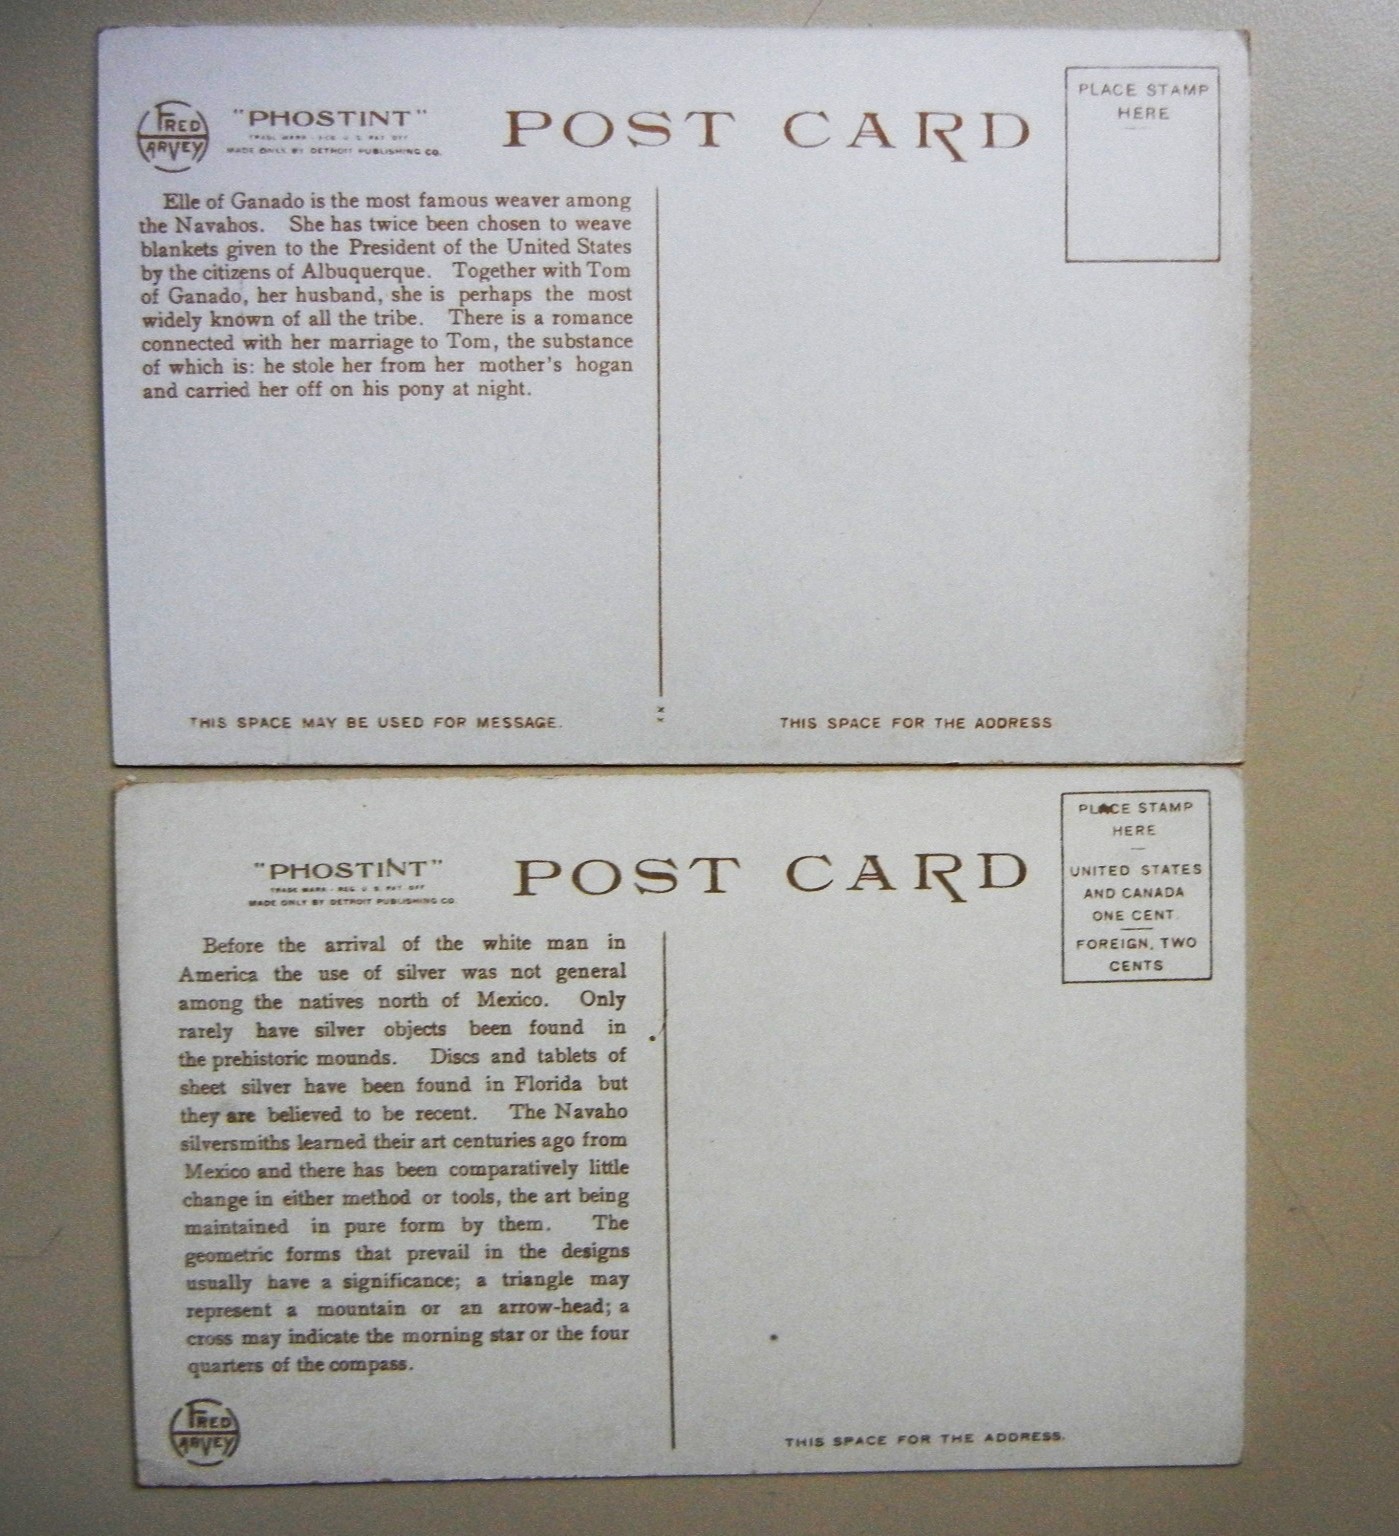 FRED
HARVEY
"PHOSTINT"
TRADE MARK - REG. U. S. PAT. OFF.
MADE ONLY BY DETROIT PUBLISHING CO.
POST CARD
PLACE STAMP
HERE
Elle of Ganado is the most famous weaver among
the Navahos. She has twice been chosen to weave
blankets given to the President of the United States
by the citizens of Albuquerque. Together with Tom
of Ganado, her husband, she is perhaps the most
widely known of all the tribe. There is a romance
connected with her marriage to Tom, the substance
of which is: he stole her from her mother's hogan
and carried her off on his pony at night.
THIS SPACE MAY BE USED FOR MESSAGE.
THIS SPACE FOR THE ADDRESS
"PHOSTINT"
TRADE MARK - REG. U. S. PAT. OFF.
MADE ONLY BY DETROIT PUBLISHING CO.
POST CARD
PLACE STAMP
HERE
UNITED STATES
AND CANADA
ONE CENT
FOREIGN, TWO
CENTS
Before the arrival of the white man in
America the use of silver was not general
among the natives north of Mexico. Only
rarely have silver objects been found in
the prehistoric mounds. Discs and tablets of
sheet silver have been found in Florida but
they are believed to be recent. The Navaho
silversmiths learned their art centuries ago from
Mexico and there has been comparatively little
change in either method or tools, the art being
maintained in pure form by them. The
geometric forms that prevail in the designs
usually have a significance; a triangle may
represent a mountain or an arrow-head; a
cross may indicate the morning star or the four
quarters of the compass.
FRED
HARVEY
THIS SPACE FOR THE ADDRESS.